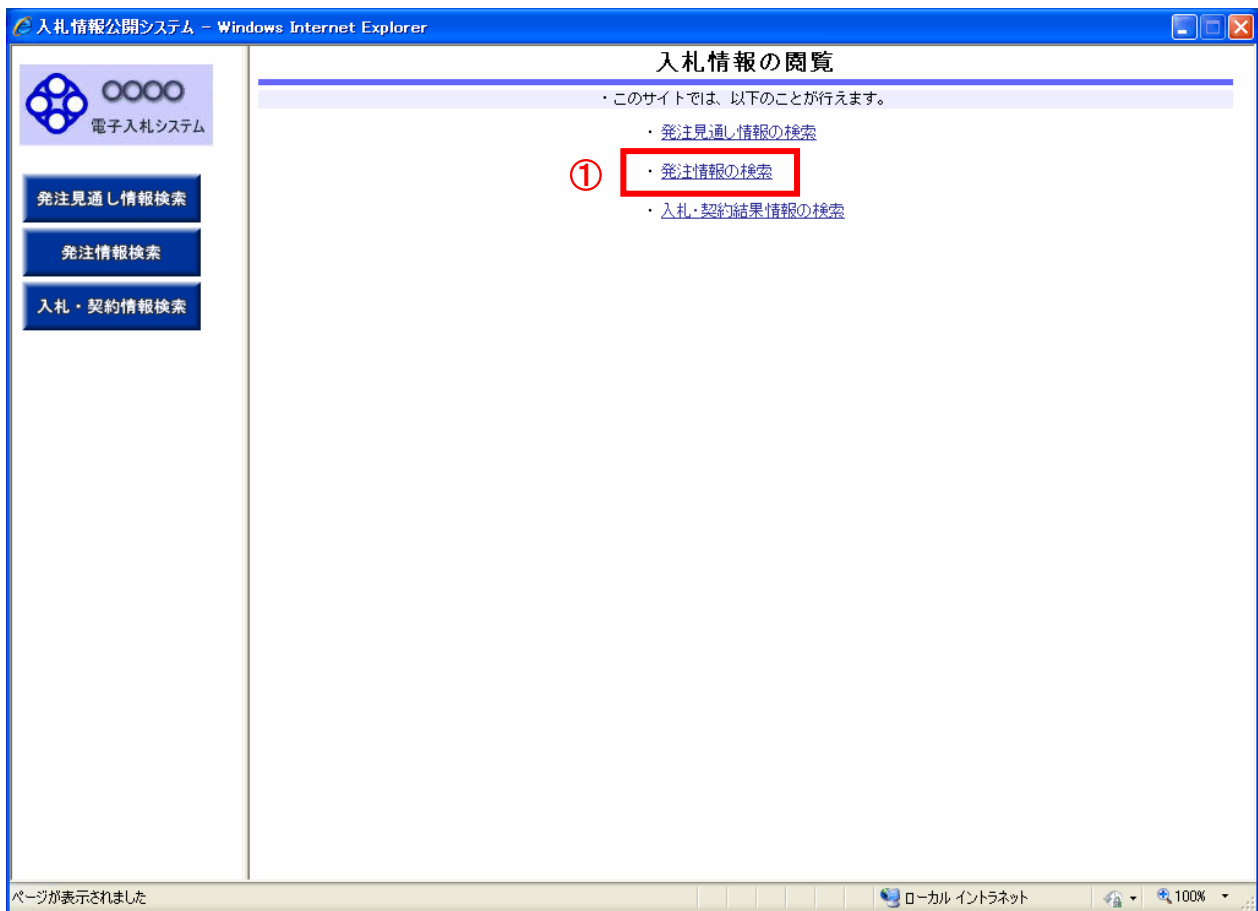 入札情報公開システム - Windows Internet Explorer
〇〇〇〇
電子入札システム
発注見通し情報検索
発注情報検索
入札・契約情報検索
入札情報の閲覧
・このサイトでは、以下のことが行えます。
・発注見通し情報の検索
①
・発注情報の検索
・入札・契約結果情報の検索
ページが表示されました
ローカル イントラネット
100%